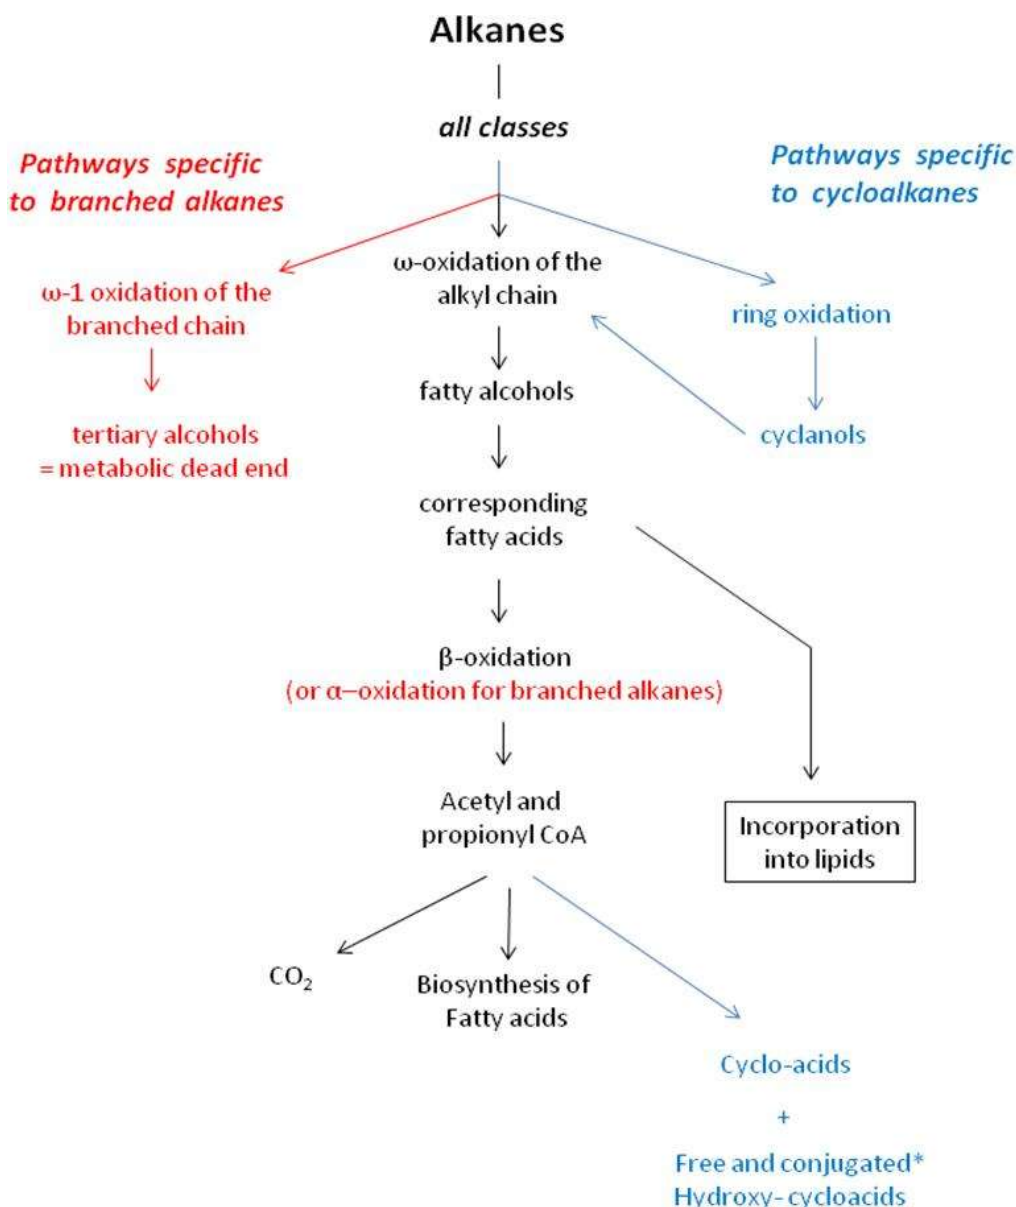 Alkanes
all classes
Pathways specific
to branched alkanes
Pathways specific
to cycloalkanes
ω-oxidation of the
alkyl chain
ω-1 oxidation of the
branched chain
ring oxidation
fatty alcohols
tertiary alcohols
= metabolic dead end
cyclanols
corresponding
fatty acids
β-oxidation
(or α–oxidation for branched alkanes)
Acetyl and
propionyl CoA
Incorporation
into lipids
CO₂
Biosynthesis of
Fatty acids
Cyclo-acids
+
Free and conjugated*
Hydroxy- cycloacids